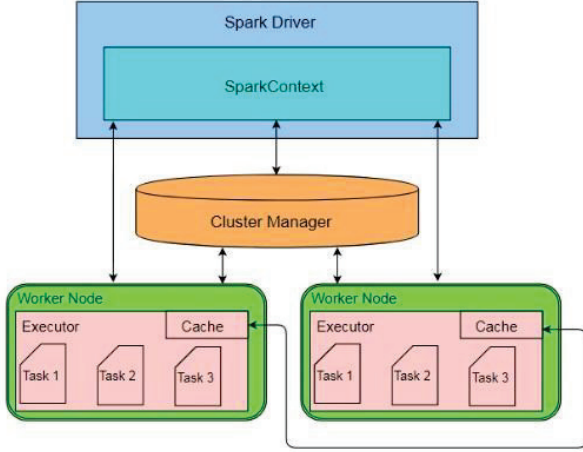 Spark Driver
SparkContext
Cluster Manager
Worker Node
Executor
Cache
Task 1
Task 2
Task 3
Worker Node
Executor
Cache
Task 1
Task 2
Task 3